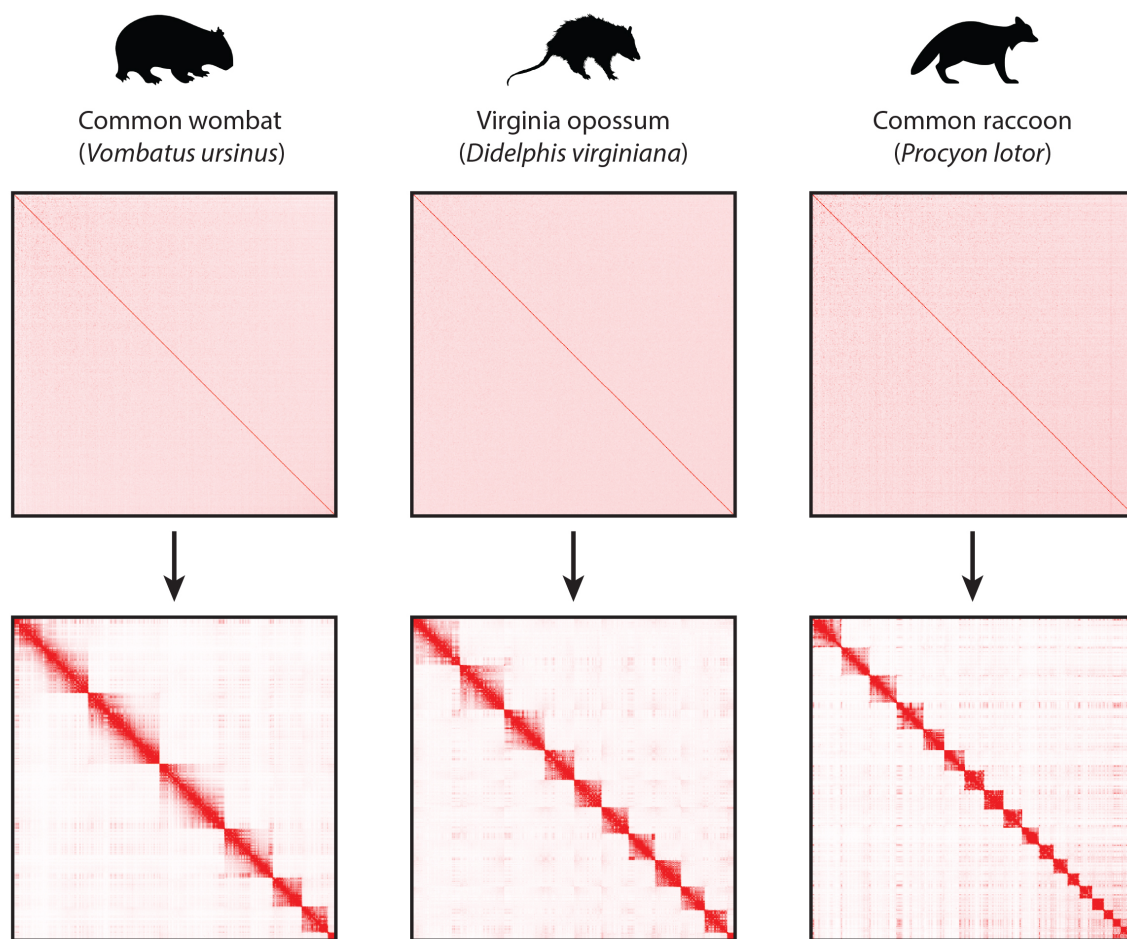 Common wombat
(Vombatus ursinus)
Virginia opossum
(Didelphis virginiana)
Common raccoon
(Procyon lotor)